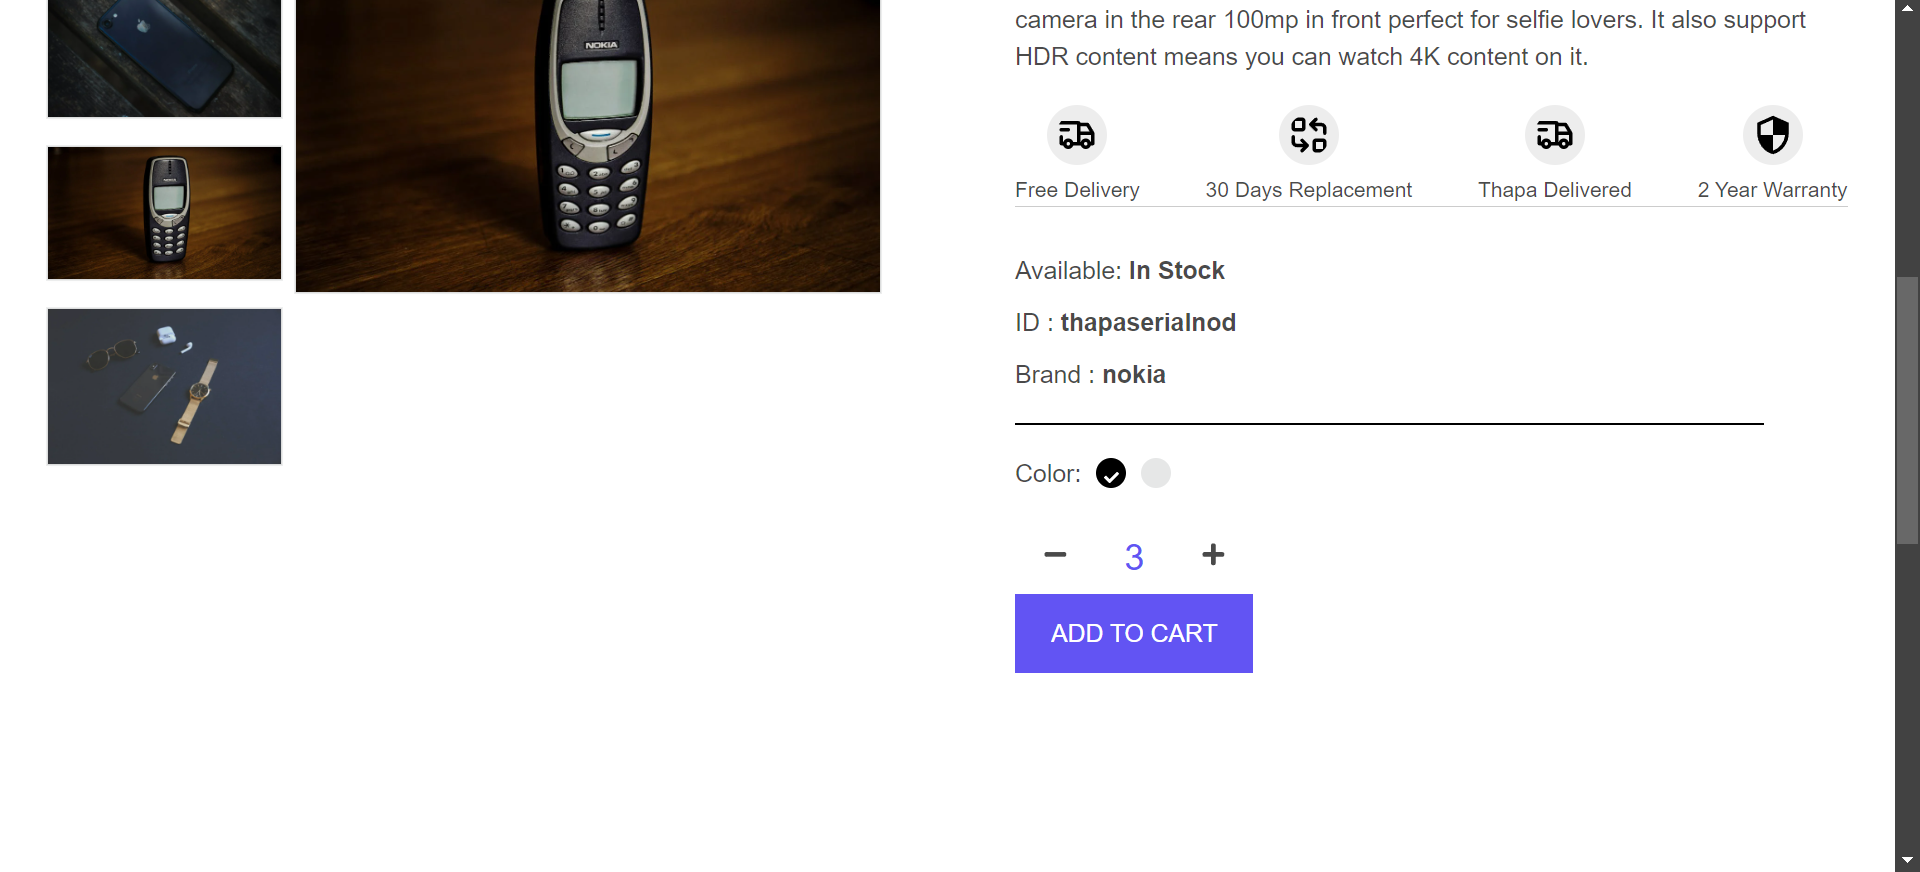 NOKIA
camera in the rear 100mp in front perfect for selfie lovers. It also support
HDR content means you can watch 4K content on it.
Free Delivery
30 Days Replacement
Thapa Delivered
2 Year Warranty
Available: In Stock
ID : thapaserialnod
Brand : nokia
Color:
3
ADD TO CART